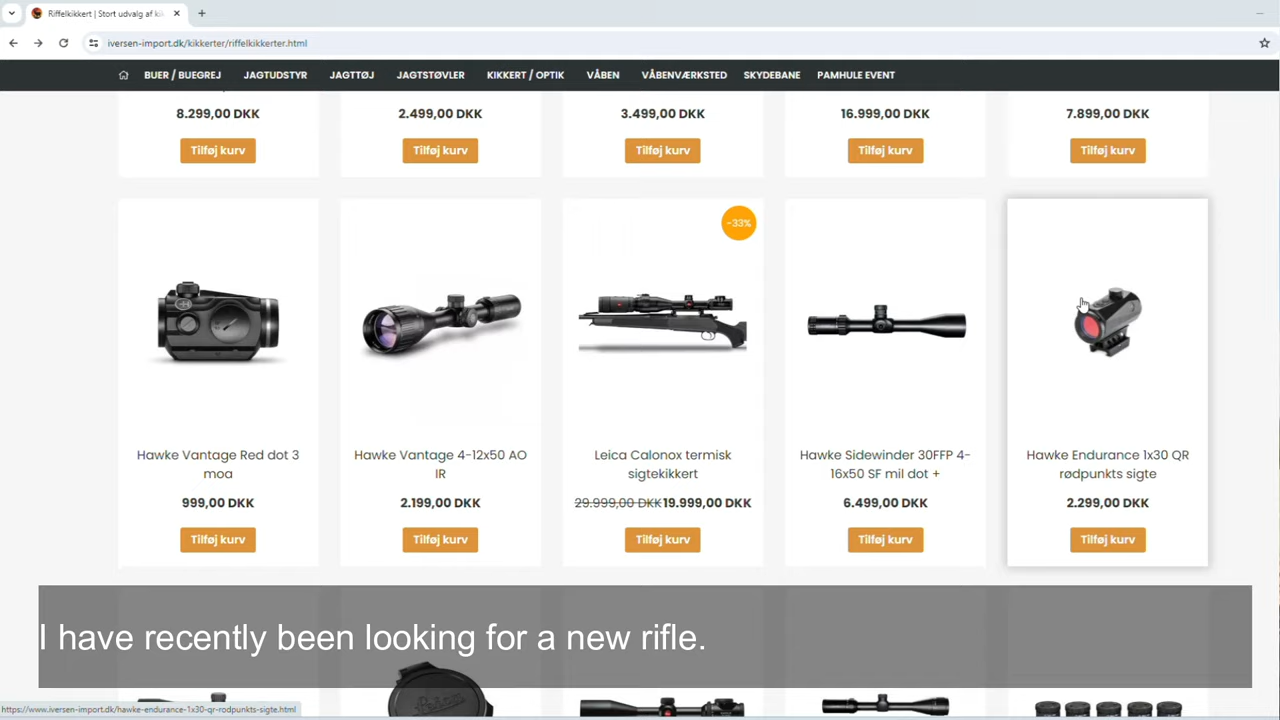 Riffelkikkert | Stort udvalg af kik
iversen-import.dk/kikkerter/riffelkikkerter.html
BUER / BUEGREJ JAGTUDSTYR JAGTTØJ JAGTSTØVLER KIKKERT / OPTIK VÅBEN VÅBENVÆRKSTED SKYDEBANE PAMHULE EVENT
8.299,00 DKK 2.499,00 DKK 3.499,00 DKK 16.999,00 DKK 7.899,00 DKK
Tilføj kurv Tilføj kurv Tilføj kurv Tilføj kurv Tilføj kurv
-33%
Hawke Vantage Red dot 3
moa
999,00 DKK
Tilføj kurv
Hawke Vantage 4-12x50 AO
IR
2.199,00 DKK
Tilføj kurv
Leica Calonox termisk
sigtekikkert
29.999,00 DKK 19.999,00 DKK
Tilføj kurv
Hawke Sidewinder 30FFP 4-
16x50 SF mil dot +
6.499,00 DKK
Tilføj kurv
Hawke Endurance 1x30 QR
rødpunkts sigte
2.299,00 DKK
Tilføj kurv
I have recently been looking for a new rifle.
https://www.iversen-import.dk/hawke-endurance-1x30-qr-rodpunkts-sigte.html